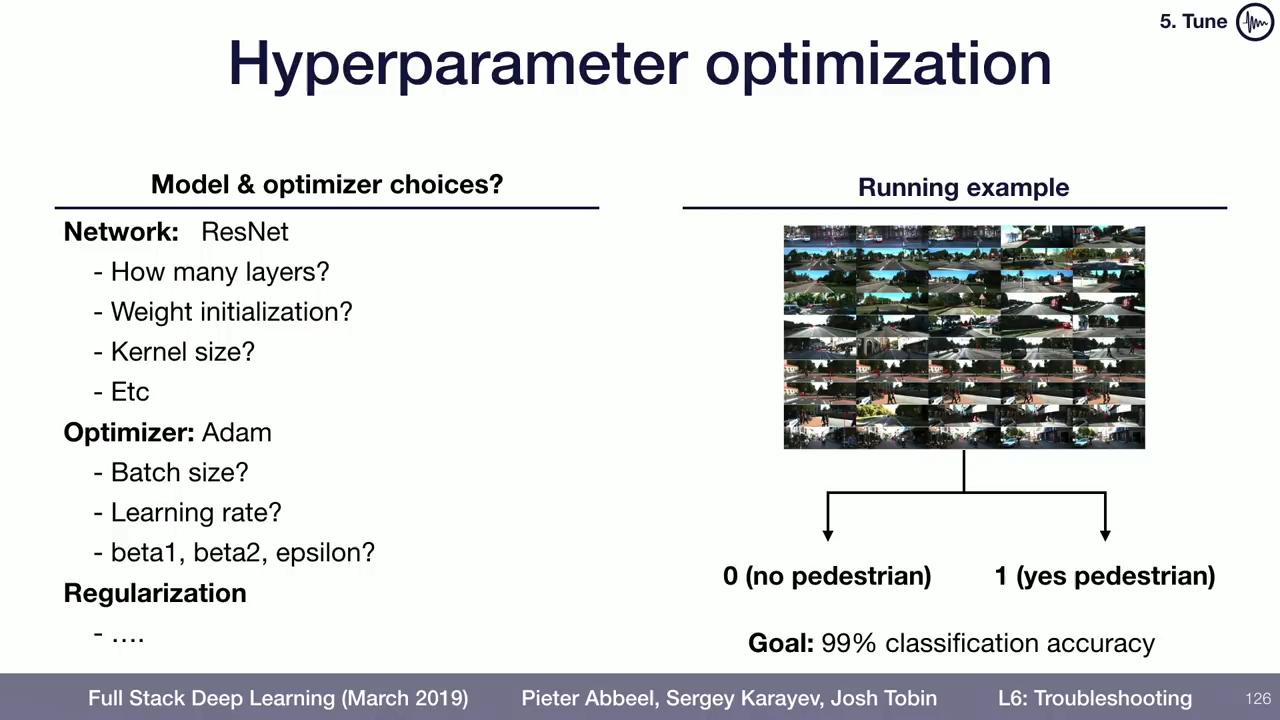 5. Tune
Hyperparameter optimization
Model & optimizer choices?
Network: ResNet
- How many layers?
- Weight initialization?
- Kernel size?
- Etc
Optimizer: Adam
- Batch size?
- Learning rate?
- beta1, beta2, epsilon?
Regularization
- ….
Running example
0 (no pedestrian)
1 (yes pedestrian)
Goal: 99% classification accuracy
Full Stack Deep Learning (March 2019)
Pieter Abbeel, Sergey Karayev, Josh Tobin
L6: Troubleshooting
126